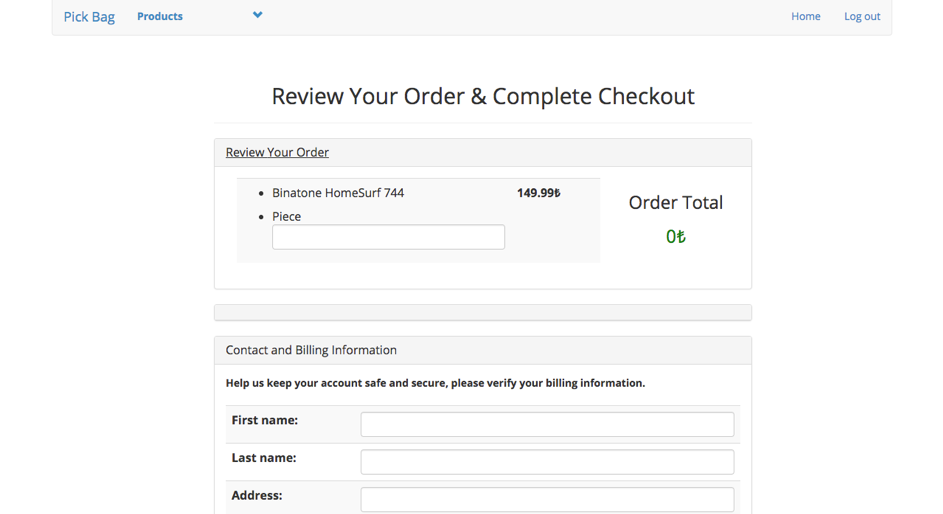 Pick Bag Products Home Log out
Review Your Order & Complete Checkout
Review Your Order
Binatone HomeSurf 744 149.99₺
Piece
Order Total
0₺
Contact and Billing Information
Help us keep your account safe and secure, please verify your billing information.
First name:
Last name:
Address: